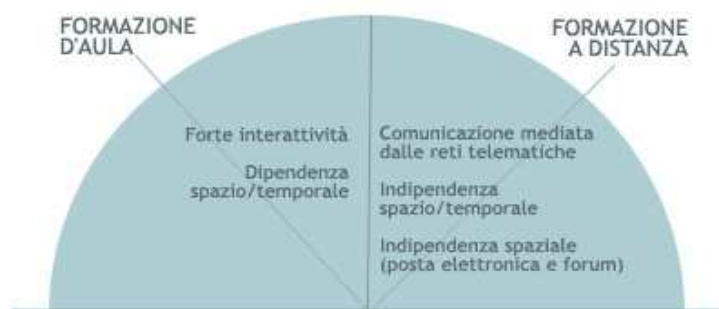 FORMAZIONE
D'AULA
FORMAZIONE
A DISTANZA
Forte interattività
Dipendenza
spazio/temporale
Comunicazione mediata
dalle reti telematiche
Indipendenza
spazio/temporale
Indipendenza spaziale
(posta elettronica e forum)